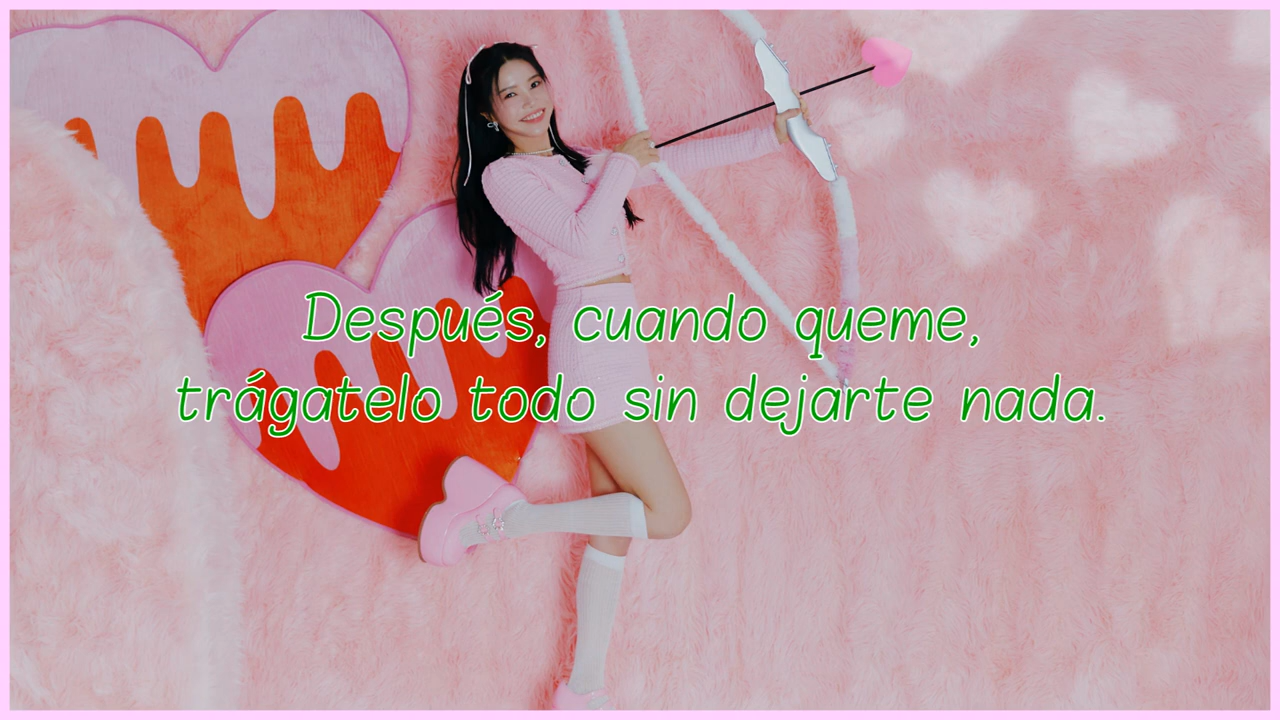 Después, cuando queme,
trágatelo todo sin dejarte nada.